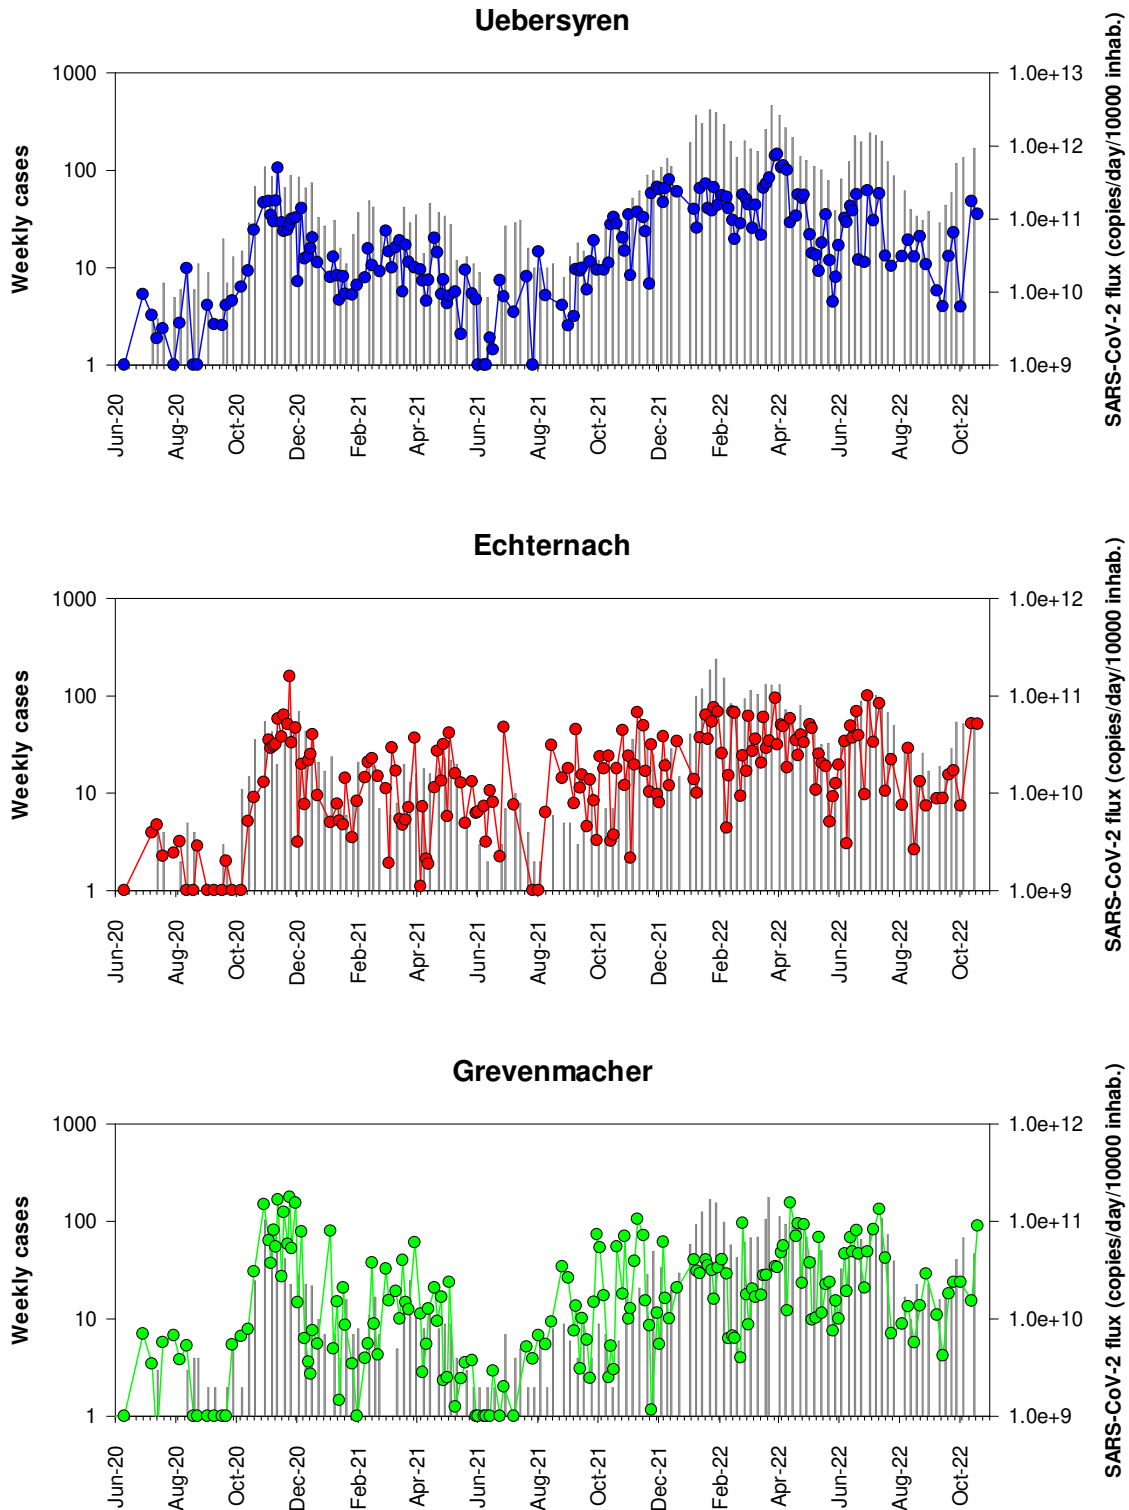 Uebersyren
1000
100
10
1
Weekly cases
1.0e+13
1.0e+12
1.0e+11
1.0e+10
1.0e+9
SARS-CoV-2 flux (copies/day/10000 inhab.)
Jun-20
Aug-20
Oct-20
Dec-20
Feb-21
Apr-21
Jun-21
Aug-21
Oct-21
Dec-21
Feb-22
Apr-22
Jun-22
Aug-22
Oct-22
Echternach
1000
100
10
1
Weekly cases
1.0e+12
1.0e+11
1.0e+10
1.0e+9
SARS-CoV-2 flux (copies/day/10000 inhab.)
Jun-20
Aug-20
Oct-20
Dec-20
Feb-21
Apr-21
Jun-21
Aug-21
Oct-21
Dec-21
Feb-22
Apr-22
Jun-22
Aug-22
Oct-22
Grevenmacher
1000
100
10
1
Weekly cases
1.0e+12
1.0e+11
1.0e+10
1.0e+9
SARS-CoV-2 flux (copies/day/10000 inhab.)
Jun-20
Aug-20
Oct-20
Dec-20
Feb-21
Apr-21
Jun-21
Aug-21
Oct-21
Dec-21
Feb-22
Apr-22
Jun-22
Aug-22
Oct-22